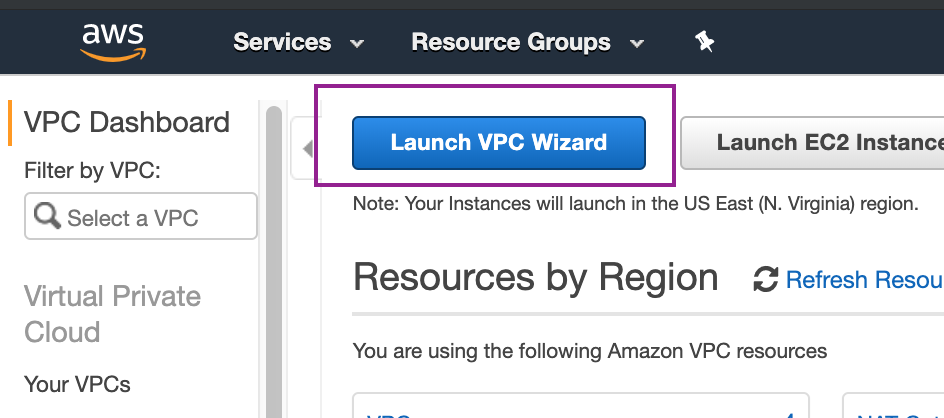 aws
Services
Resource Groups
VPC Dashboard
Filter by VPC:
Select a VPC
Virtual Private
Cloud
Your VPCs
Launch VPC Wizard
Launch EC2 Instance
Note: Your Instances will launch in the US East (N. Virginia) region.
Resources by Region
Refresh Resou
You are using the following Amazon VPC resources